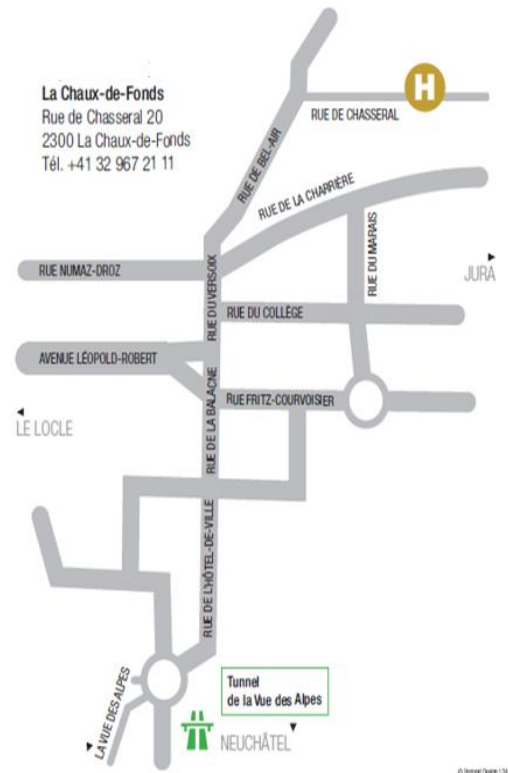 La Chaux-de-Fonds
Rue de Chasseral 20
2300 La Chaux-de-Fonds
Tél. +41 32 967 21 11
H
RUE DE CHASSERAL
RUE DE BEL-AIR
RUE DE LA CHARRIÈRE
RUE NUMAZ-DROZ
RUE DU VERSOIX
RUE DU MARAIS
JURA
RUE DU COLLÈGE
AVENUE LÉOPOLD-ROBERT
RUE DE LA BALACNE
RUE FRITZ-COURVOISIER
LE LOCLE
RUE DE L'HÔTEL-DE-VILLE
LA VUE DES ALPES
Tunnel
de la Vue des Alpes
NEUCHÂTEL